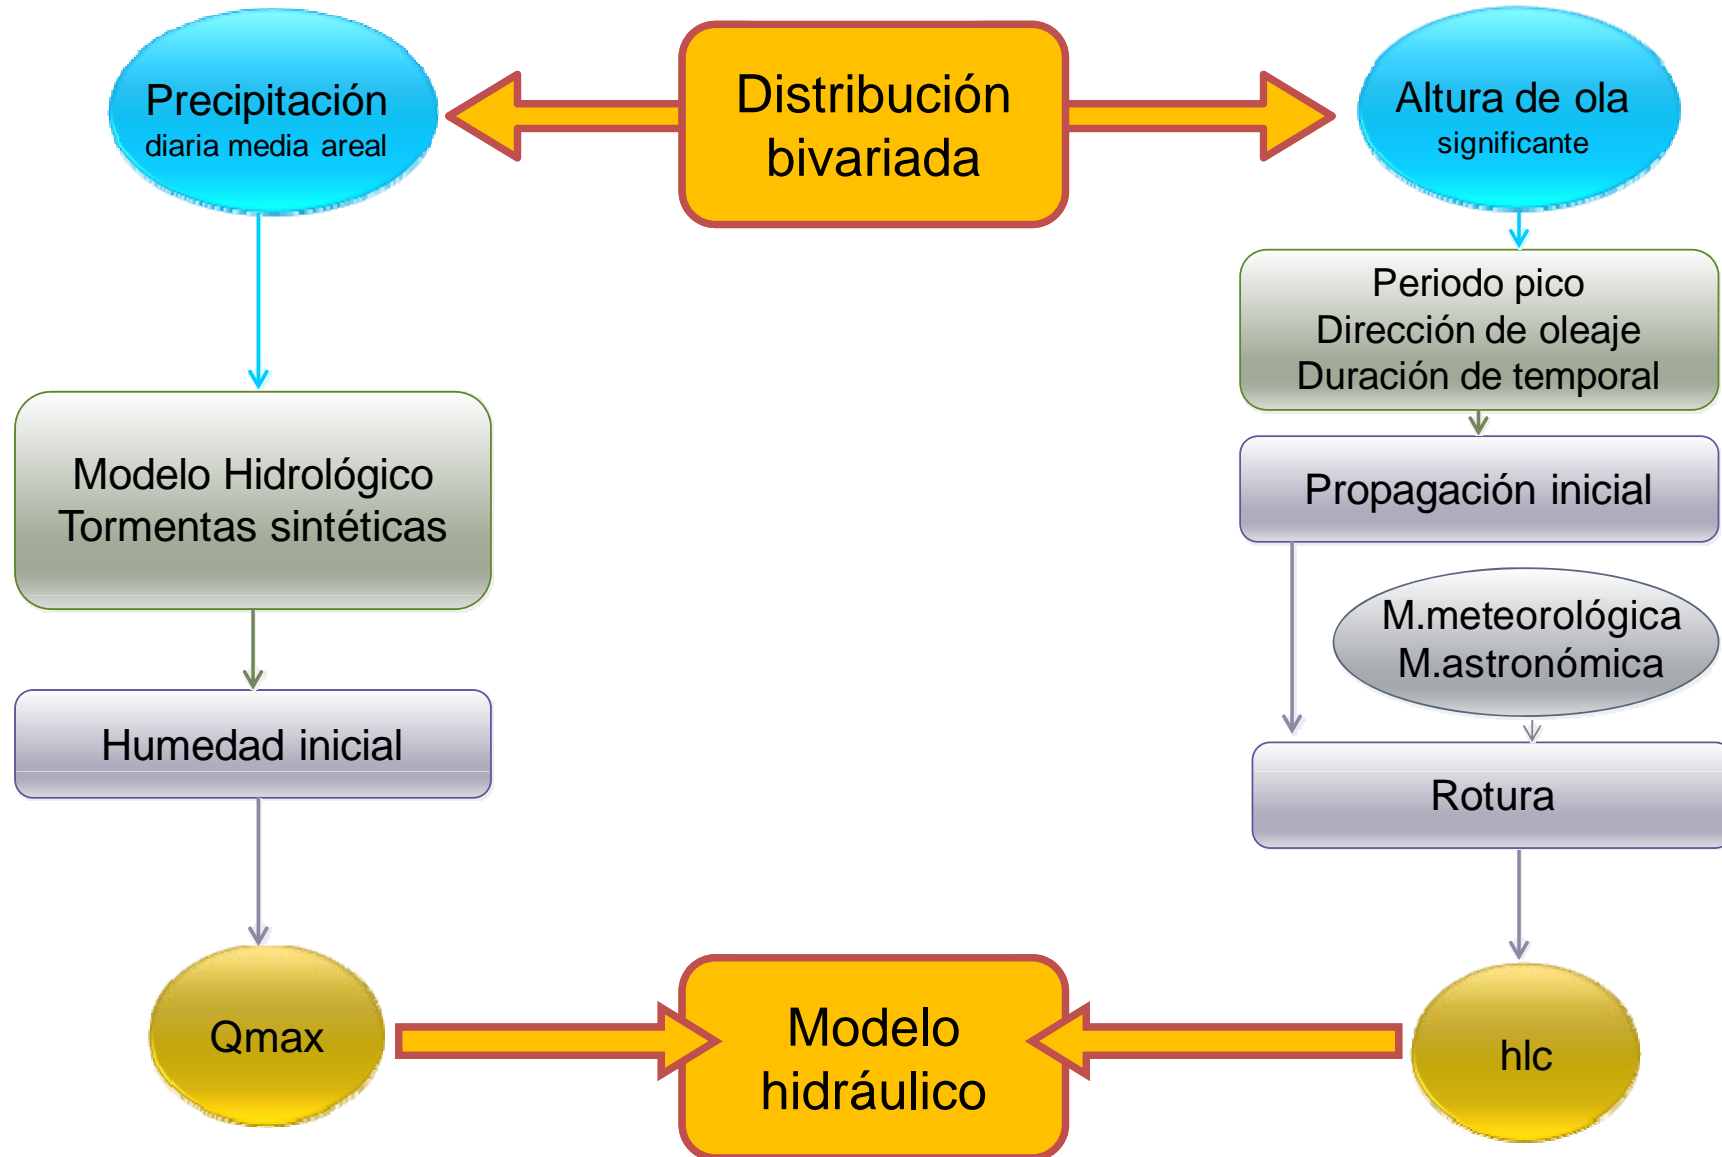 Precipitación
diaria media areal
Distribución
bivariada
Altura de ola
significante
Periodo pico
Dirección de oleaje
Duración de temporal
Modelo Hidrológico
Tormentas sintéticas
Propagación inicial
M.meteorológica
M.astronómica
Humedad inicial
Rotura
Qmax
Modelo
hidráulico
hlc